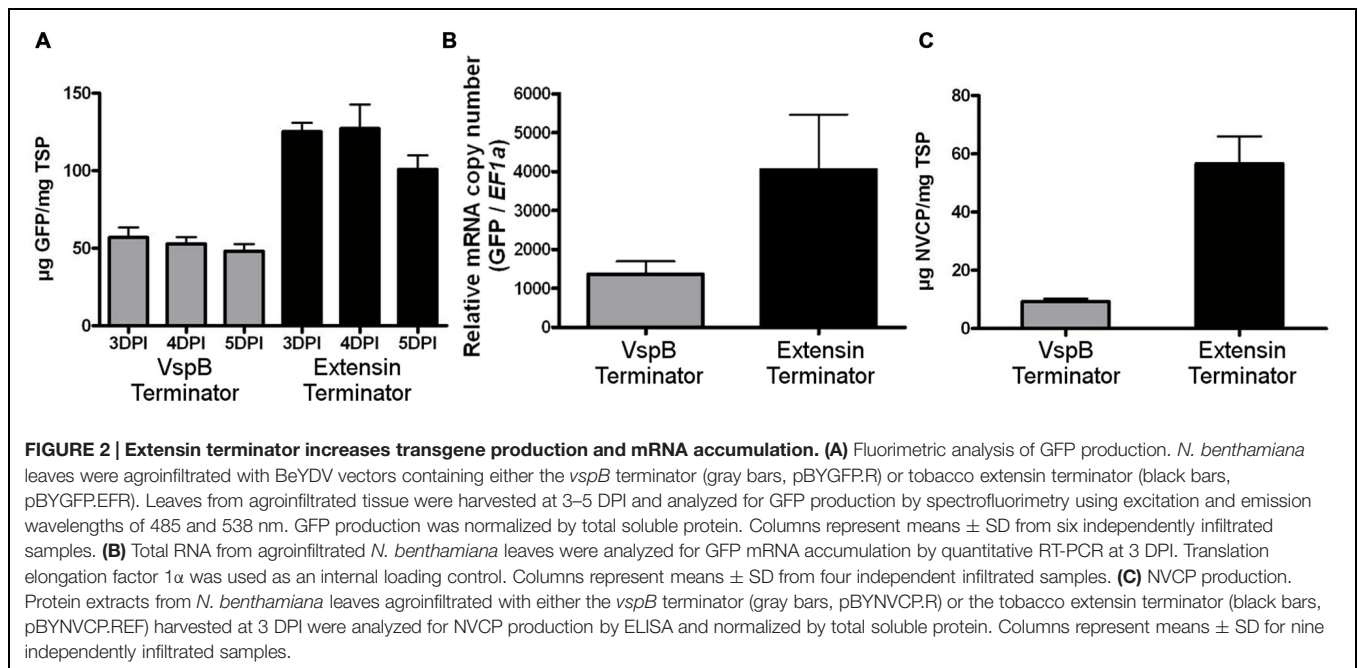 A
µg GFP/mg TSP
150
100
50
0
3DPI 4DPI 5DPI 3DPI 4DPI 5DPI
VspB
Terminator
Extensin
Terminator
B
Relative mRNA copy number
(GFP / EF1a)
6000
5000
4000
3000
2000
1000
0
VspB
Terminator
Extensin
Terminator
C
µg NVCP/mg TSP
80
60
40
20
0
VspB
Terminator
Extensin
Terminator
FIGURE 2 | Extensin terminator increases transgene production and mRNA accumulation. (A) Fluorimetric analysis of GFP production. N. benthamiana
leaves were agroinfiltrated with BeYDV vectors containing either the vspB terminator (gray bars, pBYGFP.R) or tobacco extensin terminator (black bars,
pBYGFP.EFR). Leaves from agroinfiltrated tissue were harvested at 3–5 DPI and analyzed for GFP production by spectrofluorimetry using excitation and emission
wavelengths of 485 and 538 nm. GFP production was normalized by total soluble protein. Columns represent means ± SD from six independently infiltrated
samples. (B) Total RNA from agroinfiltrated N. benthamiana leaves were analyzed for GFP mRNA accumulation by quantitative RT-PCR at 3 DPI. Translation
elongation factor 1α was used as an internal loading control. Columns represent means ± SD from four independent infiltrated samples. (C) NVCP production.
Protein extracts from N. benthamiana leaves agroinfiltrated with either the vspB terminator (gray bars, pBYNVCP.R) or the tobacco extensin terminator (black bars,
pBYNVCP.REF) harvested at 3 DPI were analyzed for NVCP production by ELISA and normalized by total soluble protein. Columns represent means ± SD for nine
independently infiltrated samples.